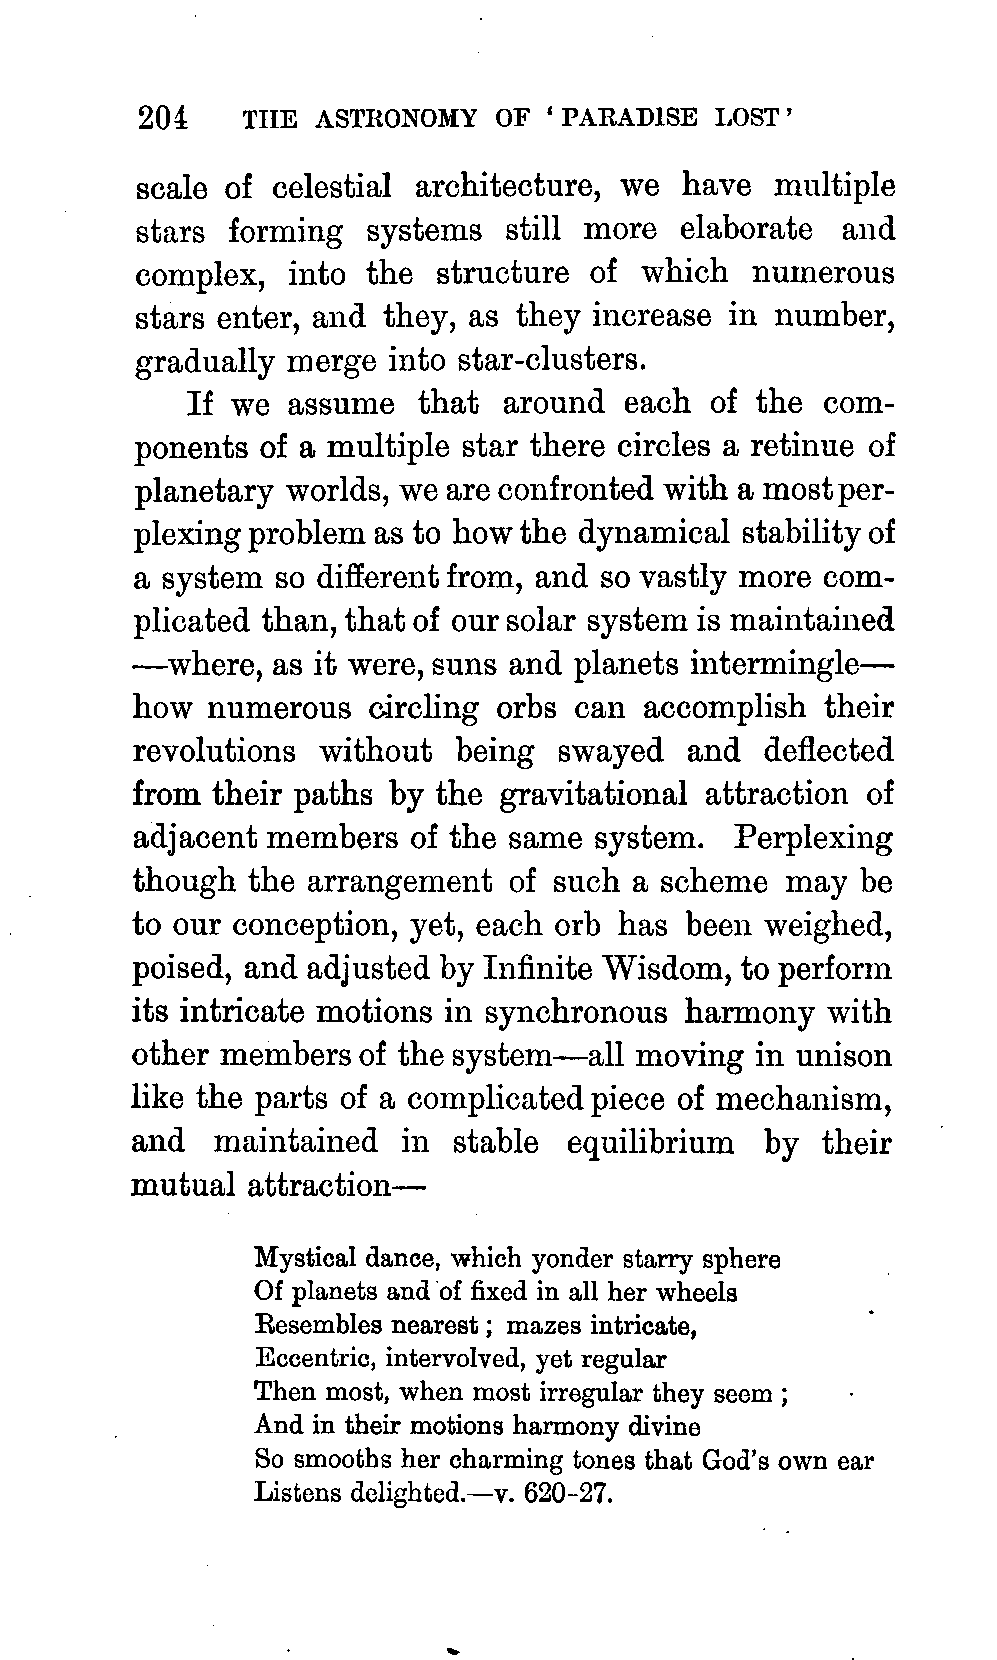 204 THE ASTRONOMY OF ‘PARADISE LOST’
scale of celestial architecture, we have multiple
stars forming systems still more elaborate and
complex, into the structure of which numerous
stars enter, and they, as they increase in number,
gradually merge into star-clusters.
If we assume that around each of the com-
ponents of a multiple star there circles a retinue of
planetary worlds, we are confronted with a most per-
plexing problem as to how the dynamical stability of
a system so different from, and so vastly more com-
plicated than, that of our solar system is maintained
—where, as it were, suns and planets intermingle—
how numerous circling orbs can accomplish their
revolutions without being swayed and deflected
from their paths by the gravitational attraction of
adjacent members of the same system. Perplexing
though the arrangement of such a scheme may be
to our conception, yet, each orb has been weighed,
poised, and adjusted by Infinite Wisdom, to perform
its intricate motions in synchronous harmony with
other members of the system—all moving in unison
like the parts of a complicated piece of mechanism,
and maintained in stable equilibrium by their
mutual attraction—
Mystical dance, which yonder starry sphere
Of planets and of fixed in all her wheels
Resembles nearest; mazes intricate,
Eccentric, intervolved, yet regular
Then most, when most irregular they seem;
And in their motions harmony divine
So smooths her charming tones that God's own ear
Listens delighted.—v. 620-27.